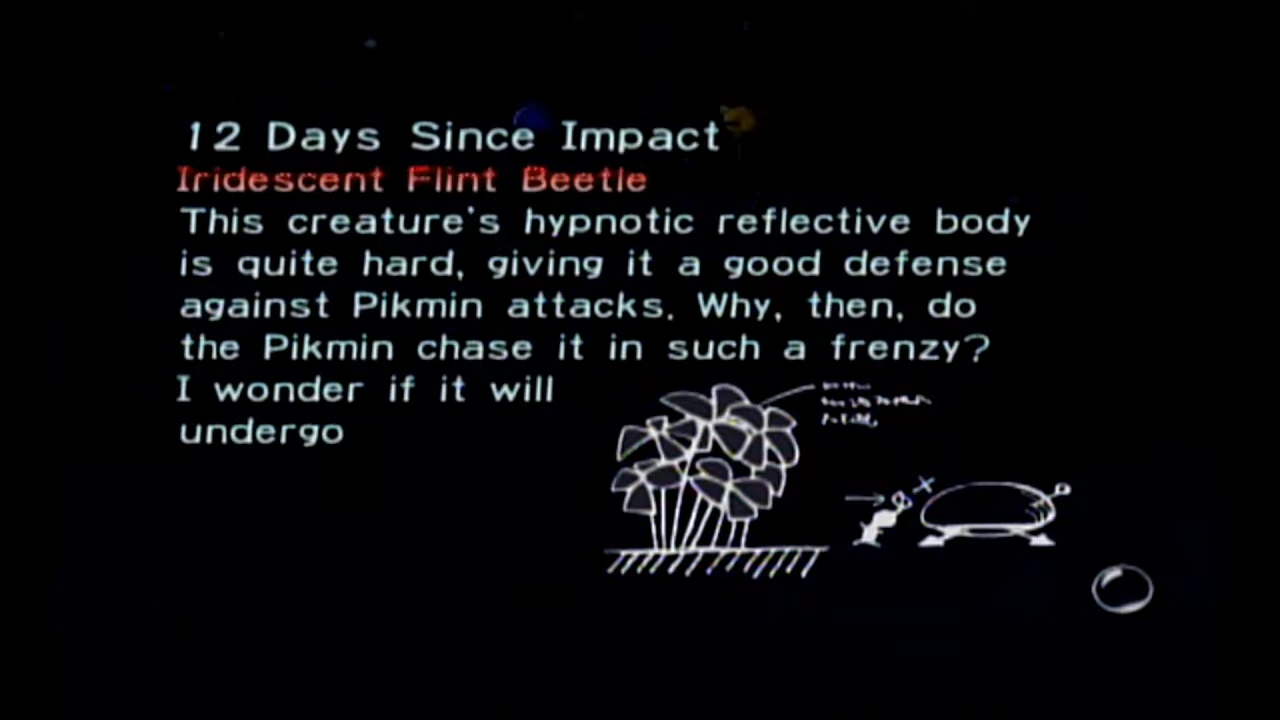 12 Days Since Impact
Iridescent Flint Beetle
This creature's hypnotic reflective body
is quite hard, giving it a good defense
against Pikmin attacks. Why, then, do
the Pikmin chase it in such a frenzy?
I wonder if it will
undergo